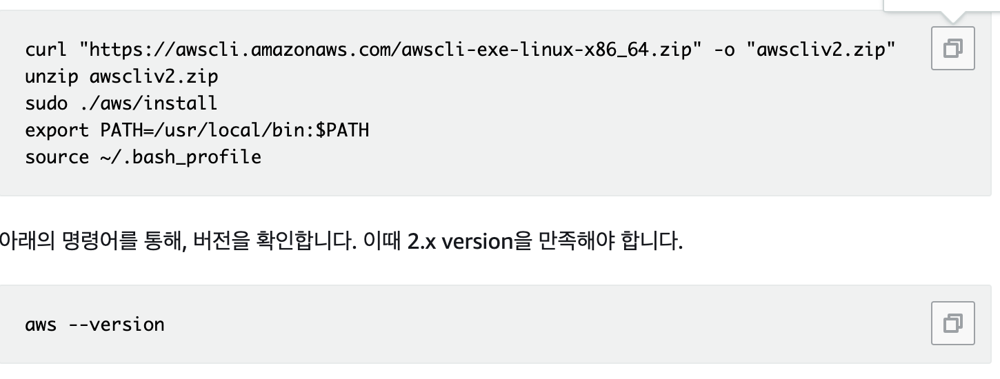 curl "https://awscli.amazonaws.com/awscli-exe-linux-x86_64.zip" -o "awscliv2.zip"
unzip awscliv2.zip
sudo ./aws/install
export PATH=/usr/local/bin:$PATH
source ~/.bash_profile
아래의 명령어를 통해, 버전을 확인합니다. 이때 2.x version을 만족해야 합니다.
aws --version